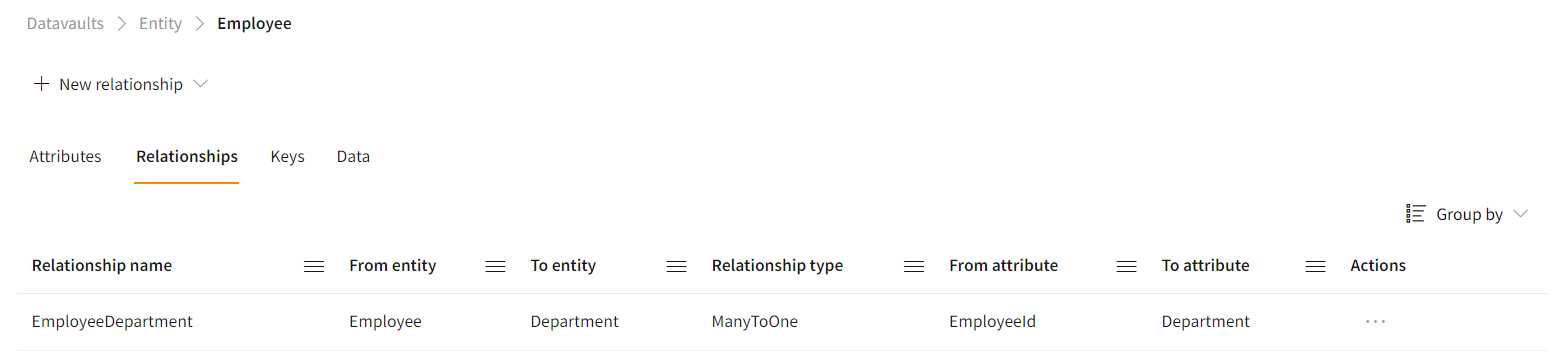 Datavaults > Entity > Employee
+ New relationship
Attributes Relationships Keys Data
Group by
Relationship name From entity To entity Relationship type From attribute To attribute Actions
EmployeeDepartment Employee Department ManyToOne EmployeeId Department ...